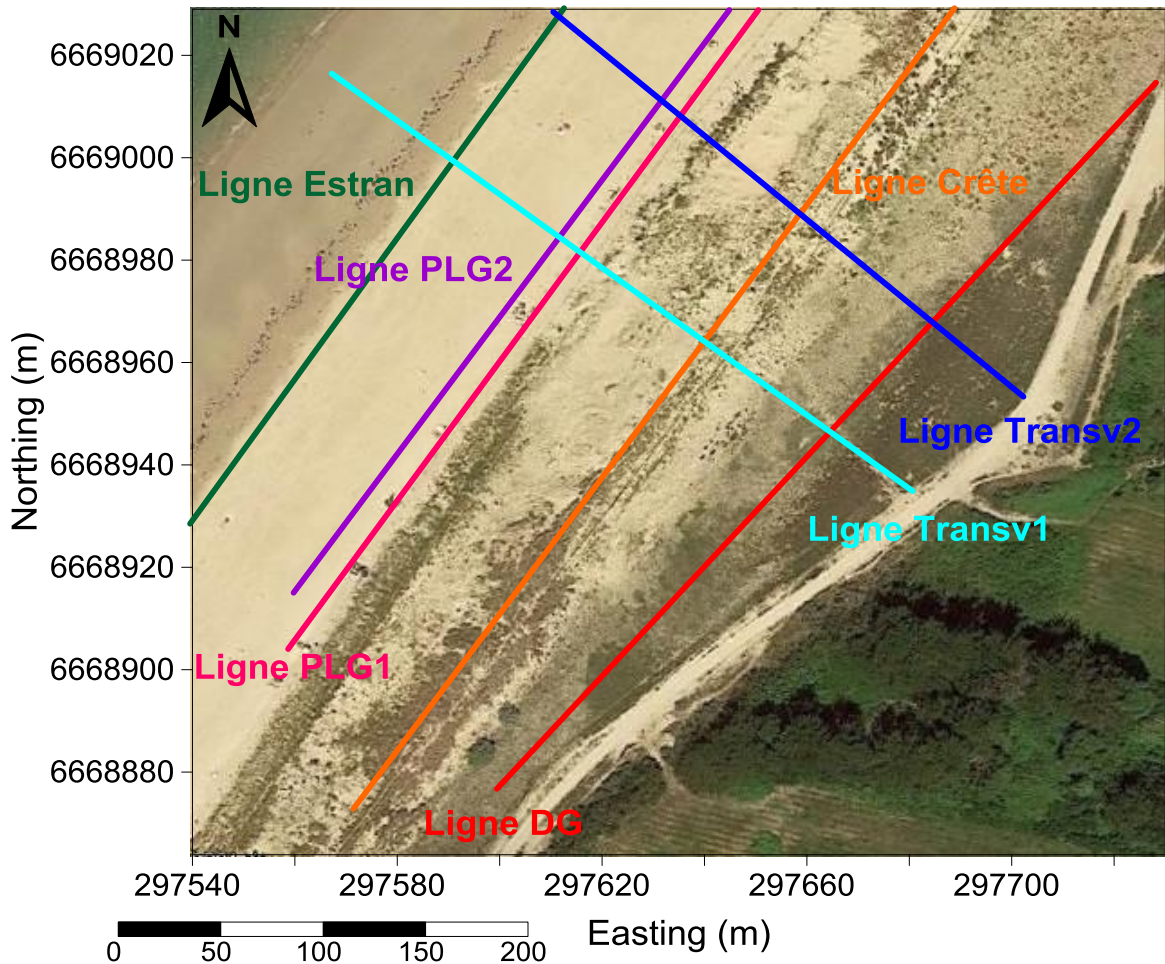 N
6669020
6669000
6668980
6668960
6668940
6668920
6668900
6668880
Northing (m)
Ligne Estran
Ligne Crête
Ligne PLG2
Ligne Transv2
Ligne Transv1
Ligne PLG1
Ligne DG
297540 297580 297620 297660 297700
0 50 100 150 200
Easting (m)